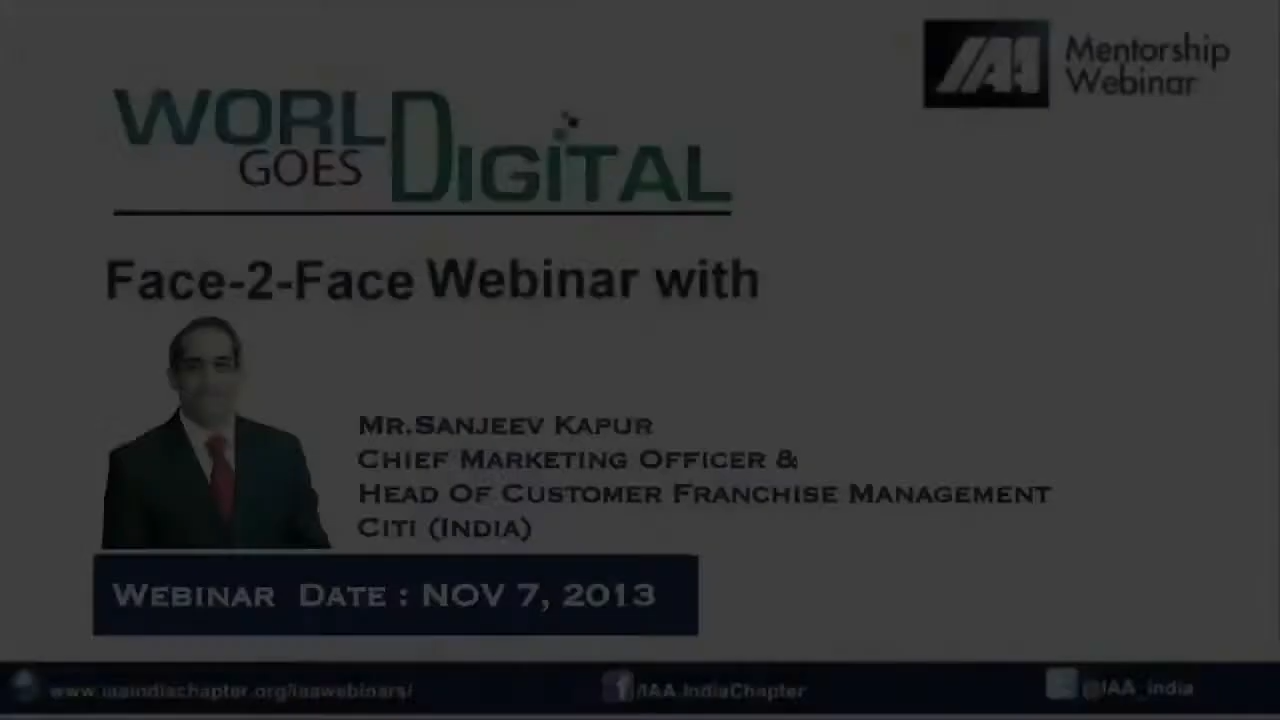 IAA Mentorship
Webinar
WORLD
GOES DIGITAL
Face-2-Face Webinar with
MR.SANJEEV KAPUR
CHIEF MARKETING OFFICER &
HEAD OF CUSTOMER FRANCHISE MANAGEMENT
CITI (INDIA)
WEBINAR DATE : NOV 7, 2013
www.iaaindiachapter.org/iaawebinars/
f /IAA.IndiaChapter
@IAA_India